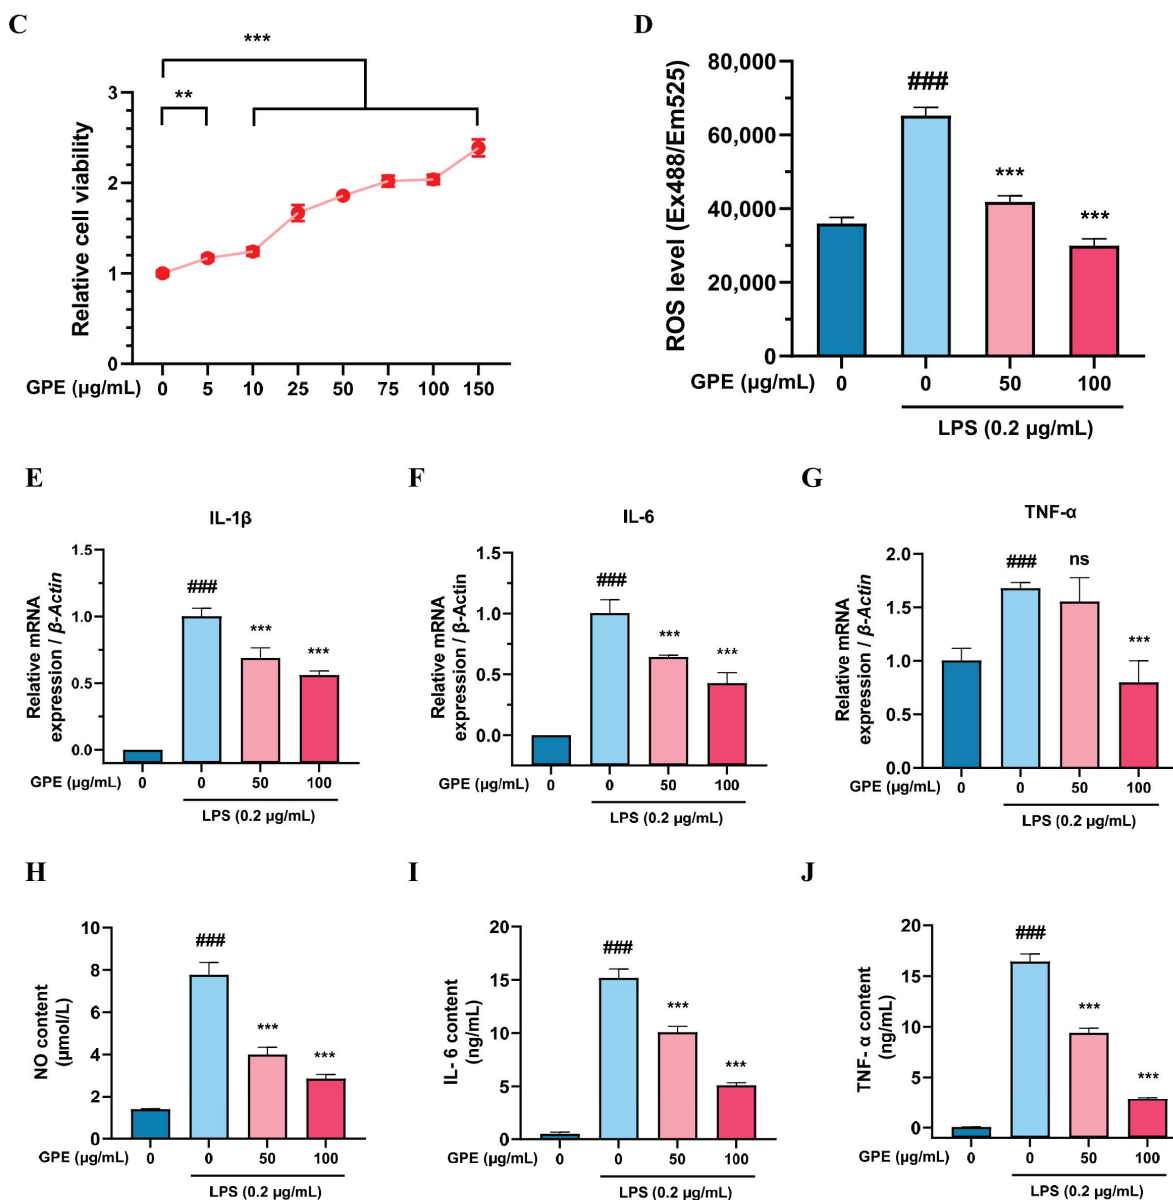 C
***
**
Relative cell viability
3
2
1
0
GPE (µg/mL) 0 5 10 25 50 75 100 150
D
ROS level (Ex488/Em525)
80,000
60,000
40,000
20,000
0
###
***
***
GPE (µg/mL) 0 0 50 100
LPS (0.2 µg/mL)
E
IL-1β
Relative mRNA
expression / β-Actin
1.5
1.0
0.5
0.0
###
***
***
GPE (µg/mL) 0 0 50 100
LPS (0.2 µg/mL)
F
IL-6
Relative mRNA
expression / β-Actin
1.5
1.0
0.5
0.0
###
***
***
GPE (µg/mL) 0 0 50 100
LPS (0.2 µg/mL)
G
TNF-α
Relative mRNA
expression / β-Actin
2.0
1.5
1.0
0.5
0.0
###
ns
***
GPE (µg/mL) 0 0 50 100
LPS (0.2 µg/mL)
H
NO content
(µmol/L)
10
8
6
4
2
0
###
***
***
GPE (µg/mL) 0 0 50 100
LPS (0.2 µg/mL)
I
IL- 6 content
(ng/mL)
20
15
10
5
0
###
***
***
GPE (µg/mL) 0 0 50 100
LPS (0.2 µg/mL)
J
TNF- α content
(ng/mL)
20
15
10
5
0
###
***
***
GPE (µg/mL) 0 0 50 100
LPS (0.2 µg/mL)